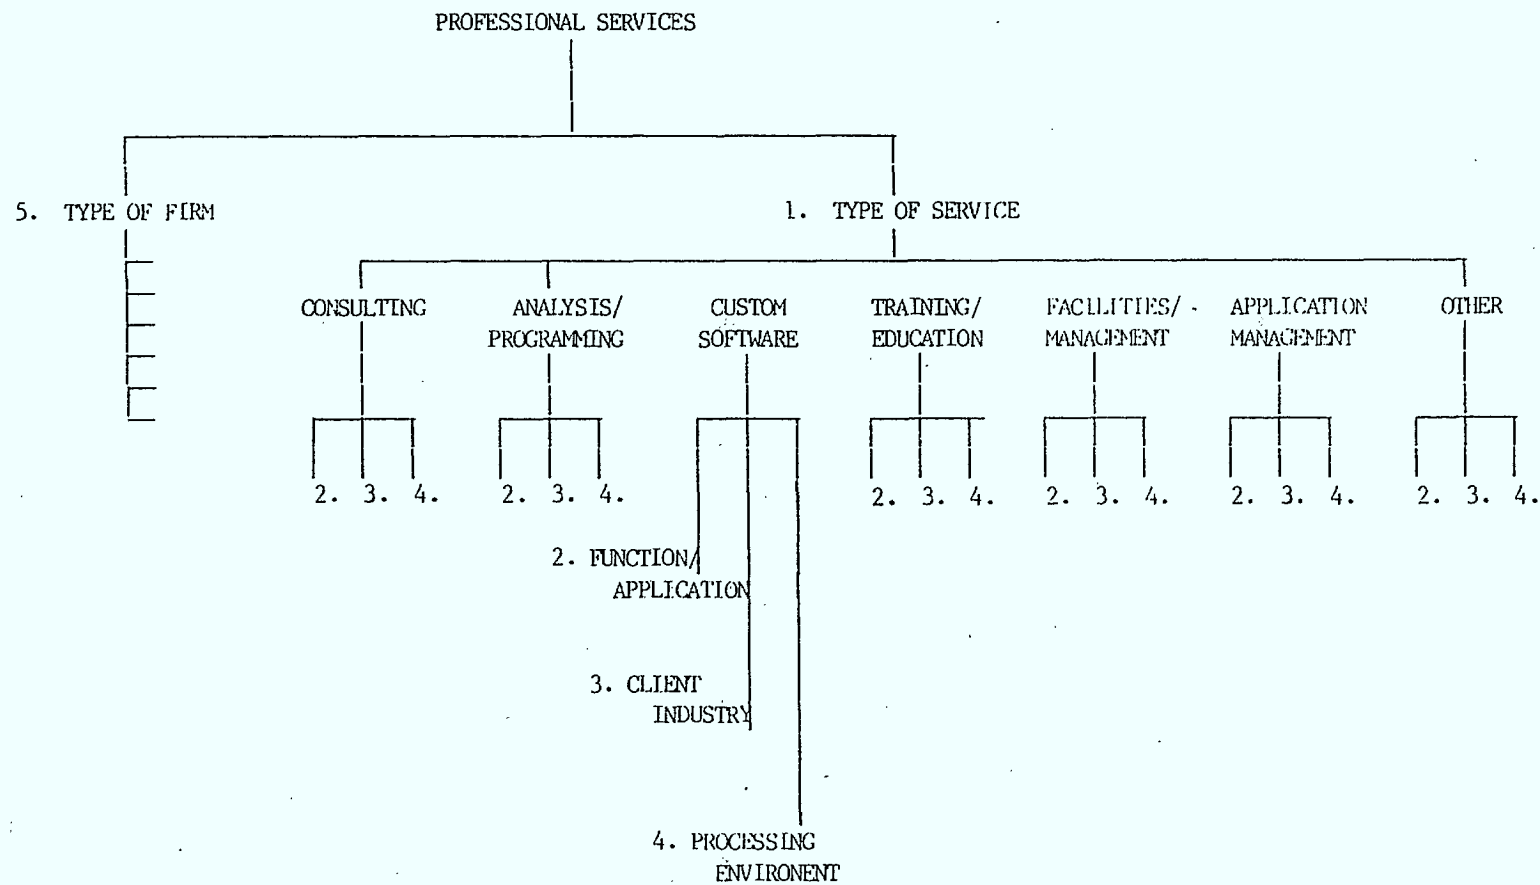 PROFESSIONAL SERVICES
5. TYPE OF FIRM
1. TYPE OF SERVICE
CONSULTING
ANALYSIS/
PROGRAMMING
CUSTOM
SOFTWARE
TRAINING/
EDUCATION
FACILITIES/
MANAGEMENT
APPLICATION
MANAGEMENT
OTHER
2. 3. 4.
2. 3. 4.
2. 3. 4.
2. 3. 4.
2. 3. 4.
2. 3. 4.
2. FUNCTION/
APPLICATION
3. CLIENT
INDUSTRY
4. PROCESSING
ENVIRONENT